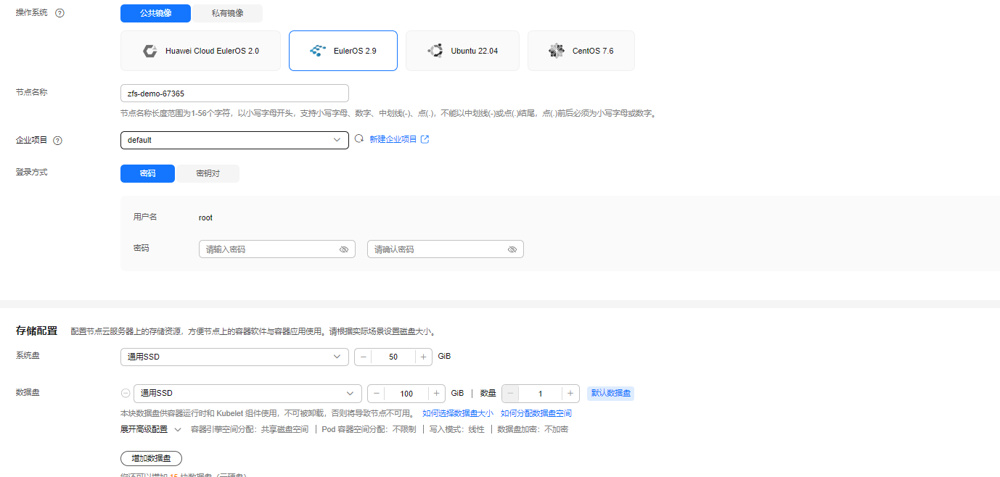 操作系统 公共镜像 私有镜像
Huawei Cloud EulerOS 2.0 EulerOS 2.9 Ubuntu 22.04 CentOS 7.6
节点名称 zfs-demo-67365
节点名称长度范围为1-56个字符，以小写字母开头，支持小写字母、数字、中划线(-)、点(.)，不能以中划线(-)或点(.)结尾，点(.)前后必须为小写字母或数字。
企业项目 default 新建企业项目
登录方式 密码 密钥对
用户名 root
密码 请输入密码 请确认密码
存储配置 配置节点云服务器上的存储资源，方便节点上的容器软件与容器应用使用。请根据实际场景设置磁盘大小。
系统盘 通用SSD 50 GiB
数据盘 通用SSD 100 GiB | 数量 1 默认数据盘
本块数据盘供容器运行时和 Kubelet 组件使用，不可被卸载，否则将导致节点不可用。 如何选择数据盘大小 如何分配数据盘空间
展开高级配置 容器引擎空间分配：共享磁盘空间 | Pod 容器空间分配：不限制 | 写入模式：线性 | 数据盘加密：不加密
增加数据盘
您还可以增加 15 块数据盘（云硬盘）